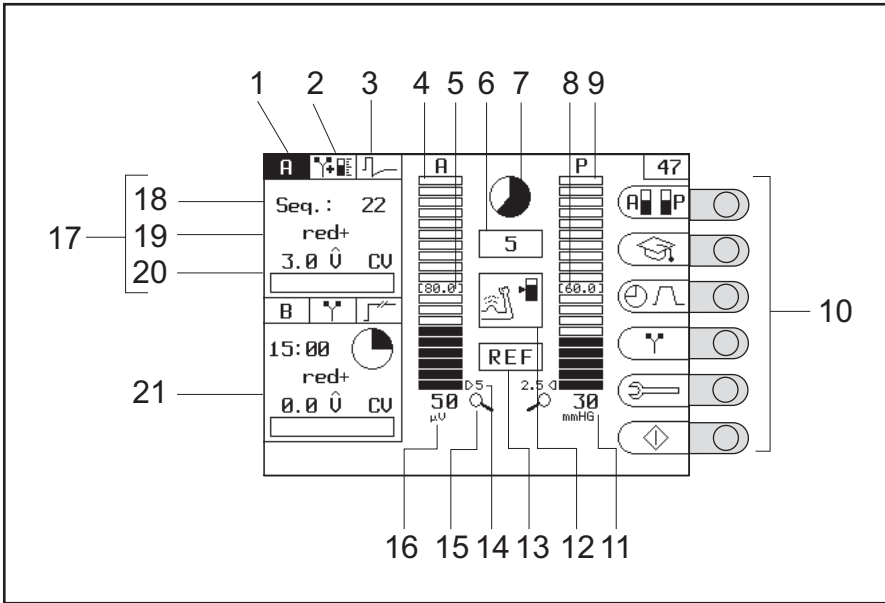 1 2 3 4 5 6 7 8 9
A A P 47
18 Seq.: 22 A P
17 19 red+ 5
20 3.0 Û CV
[80.0] [60.0]
B 10
15:00 REF
21 red+ 5 2.5
0.0 Û CV 50 30
µV mmHG
16 15 14 13 12 11